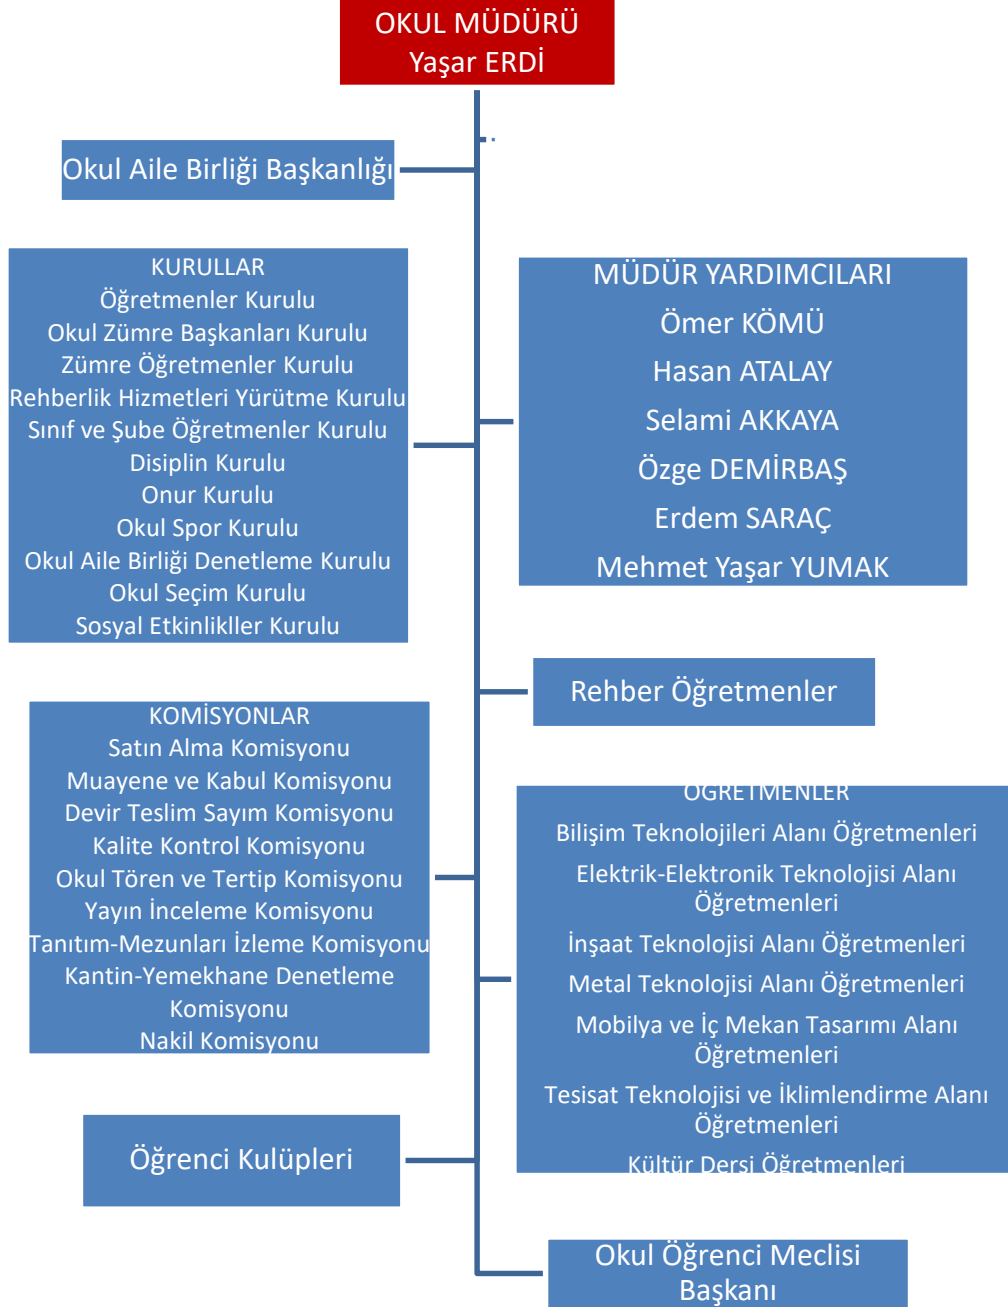 OKUL MÜDÜRÜ
Yaşar ERDİ
Okul Aile Birliği Başkanlığı
KURULLAR
Öğretmenler Kurulu
Okul Zümre Başkanları Kurulu
Zümre Öğretmenler Kurulu
Rehberlik Hizmetleri Yürütme Kurulu
Sınıf ve Şube Öğretmenler Kurulu
Disiplin Kurulu
Onur Kurulu
Okul Spor Kurulu
Okul Aile Birliği Denetleme Kurulu
Okul Seçim Kurulu
Sosyal Etkinlikller Kurulu
MÜDÜR YARDIMCILARI
Ömer KÖMÜ
Hasan ATALAY
Selami AKKAYA
Özge DEMİRBAŞ
Erdem SARAÇ
Mehmet Yaşar YUMAK
Rehber Öğretmenler
KOMİSYONLAR
Satın Alma Komisyonu
Muayene ve Kabul Komisyonu
Devir Teslim Sayım Komisyonu
Kalite Kontrol Komisyonu
Okul Tören ve Tertip Komisyonu
Yayın İnceleme Komisyonu
Tanıtım-Mezunları İzleme Komisyonu
Kantin-Yemekhane Denetleme
Komisyonu
Nakil Komisyonu
ÖĞRETMENLER
Bilişim Teknolojileri Alanı Öğretmenleri
Elektrik-Elektronik Teknolojisi Alanı
Öğretmenleri
İnşaat Teknolojisi Alanı Öğretmenleri
Metal Teknolojisi Alanı Öğretmenleri
Mobilya ve İç Mekan Tasarımı Alanı
Öğretmenleri
Tesisat Teknolojisi ve İklimlendirme Alanı
Öğretmenleri
Kültür Dersi Öğretmenleri
Öğrenci Kulüpleri
Okul Öğrenci Meclisi
Başkanı